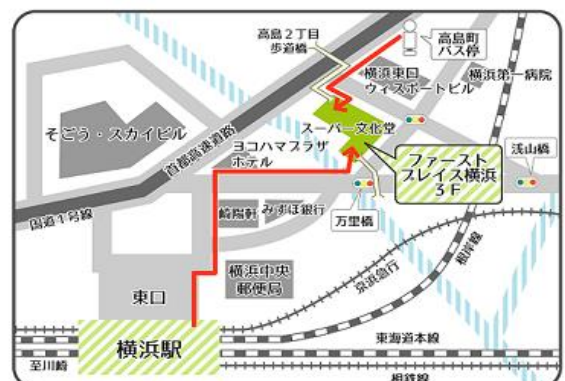 高島2丁目
歩道橋
高島町
バス停
横浜東口
ウィスポートビル
横浜第一病院
そごう・スカイビル
首都高速道路
スーパー文化堂
ヨコハマプラザ
ホテル
ファースト
プレイス横浜
3F
浅山橋
国道1号線
崎陽軒
みずほ銀行
万里橋
根岸線
横浜中央
郵便局
京浜急行
東口
東海道本線
横浜駅
至川崎
相鉄線